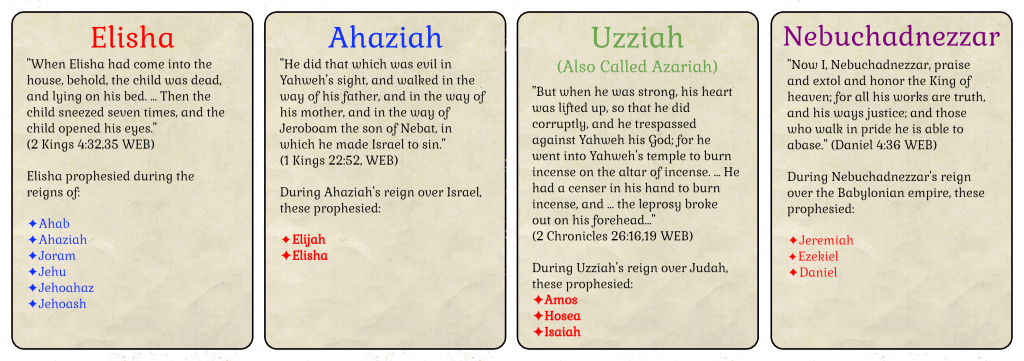 Elisha
"When Elisha had come into the
house, behold, the child was dead,
and lying on his bed. ... Then the
child sneezed seven times, and the
child opened his eyes."
(2 Kings 4:32,35 WEB)
Elisha prophesied during the
reigns of:
✦Ahab
✦Ahaziah
✦Joram
✦Jehu
✦Jehoahaz
✦Jehoash
Ahaziah
"He did that which was evil in
Yahweh's sight, and walked in the
way of his father, and in the way of
his mother, and in the way of
Jeroboam the son of Nebat, in
which he made Israel to sin."
(1 Kings 22:52, WEB)
During Ahaziah's reign over Israel,
these prophesied:
✦Elijah
✦Elisha
Uzziah
(Also Called Azariah)
"But when he was strong, his heart
was lifted up, so that he did
corruptly, and he trespassed
against Yahweh his God; for he
went into Yahweh's temple to burn
incense on the altar of incense. ... He
had a censer in his hand to burn
incense, and ... the leprosy broke
out on his forehead..."
(2 Chronicles 26:16,19 WEB)
During Uzziah's reign over Judah,
these prophesied:
✦Amos
✦Hosea
✦Isaiah
Nebuchadnezzar
"Now I, Nebuchadnezzar, praise
and extol and honor the King of
heaven; for all his works are truth,
and his ways justice; and those
who walk in pride he is able to
abase." (Daniel 4:36 WEB)
During Nebuchadnezzar's reign
over the Babylonian empire, these
prophesied:
✦Jeremiah
✦Ezekiel
✦Daniel